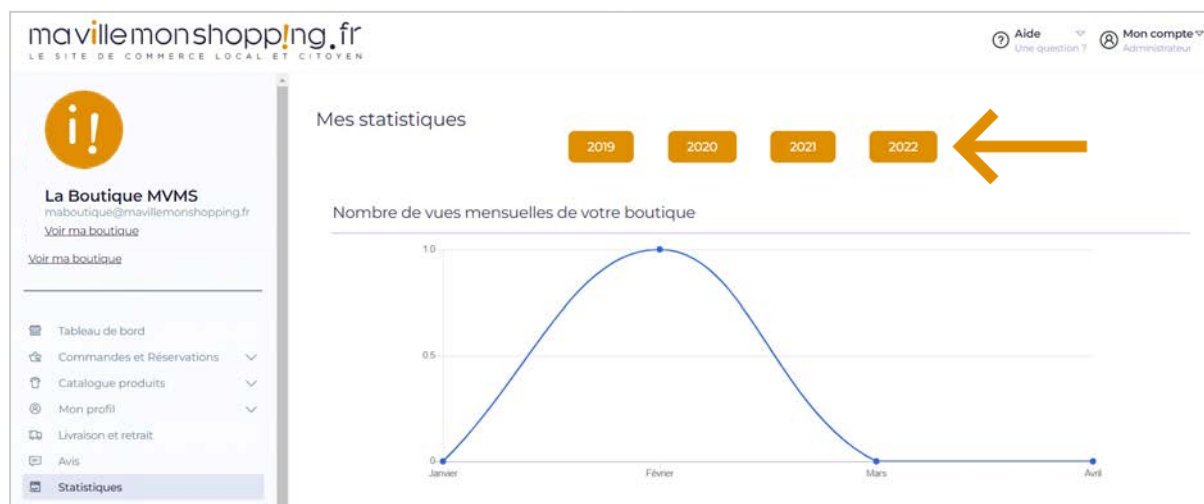 mavillemonshopp!ng.fr
LE SITE DE COMMERCE LOCAL ET CITOYEN
Aide
Une question ?
Mon compte
Administrateur
i!
La Boutique MVMS
maboutique@mavillemonshopping.fr
Voir ma boutique
Voir ma boutique
Tableau de bord
Commandes et Réservations
Catalogue produits
Mon profil
Livraison et retrait
Avis
Statistiques
Mes statistiques
2019 2020 2021 2022
Nombre de vues mensuelles de votre boutique
1.0
0.5
0
Janvier Février Mars Avril